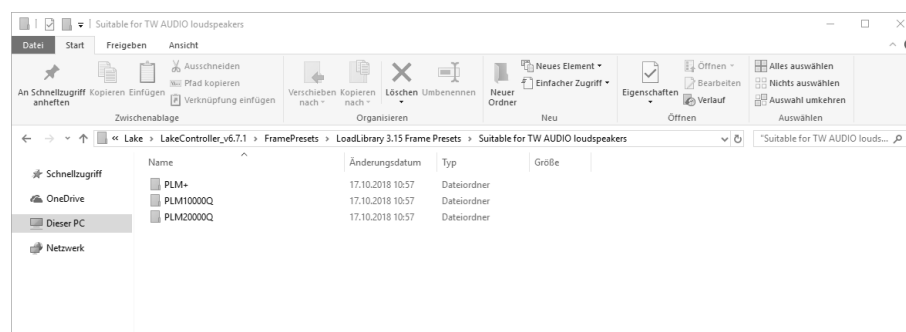 Suitable for TW AUDIO loudspeakers
Datei Start Freigeben Ansicht
An Schnellzugriff anheften
Kopieren
Einfügen
Ausschneiden
Pfad kopieren
Verknüpfung einfügen
Zwischenablage
Verschieben nach
Kopieren nach
Löschen
Umbenennen
Organisieren
Neuer Ordner
Neues Element
Einfacher Zugriff
Neu
Eigenschaften
Öffnen
Bearbeiten
Verlauf
Öffnen
Alles auswählen
Nichts auswählen
Auswahl umkehren
Auswählen
« Lake > LakeController_v6.7.1 > FramePresets > LoadLibrary 3.15 Frame Presets > Suitable for TW AUDIO loudspeakers
"Suitable for TW AUDIO louds...
Schnellzugriff
OneDrive
Dieser PC
Netzwerk
Name Änderungsdatum Typ Größe
PLM+ 17.10.2018 10:57 Dateiordner
PLM10000Q 17.10.2018 10:57 Dateiordner
PLM20000Q 17.10.2018 10:57 Dateiordner